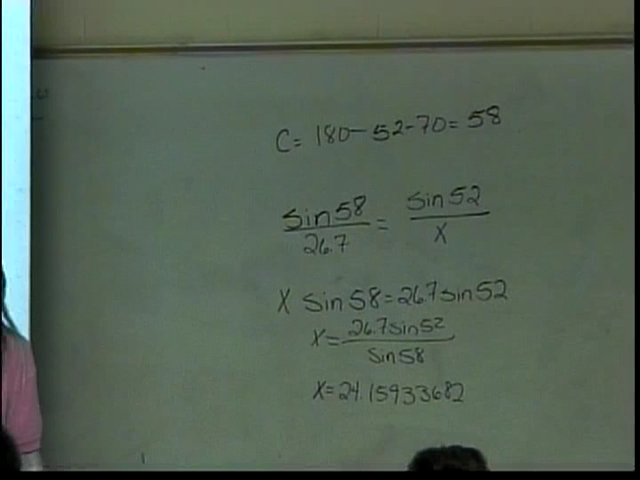 C = 180 - 52 - 70 = 58
sin 58 / 26.7 = sin 52 / x
x sin 58 = 26.7 sin 52
x = 26.7 sin 52 / sin 58
x = 24.15933682